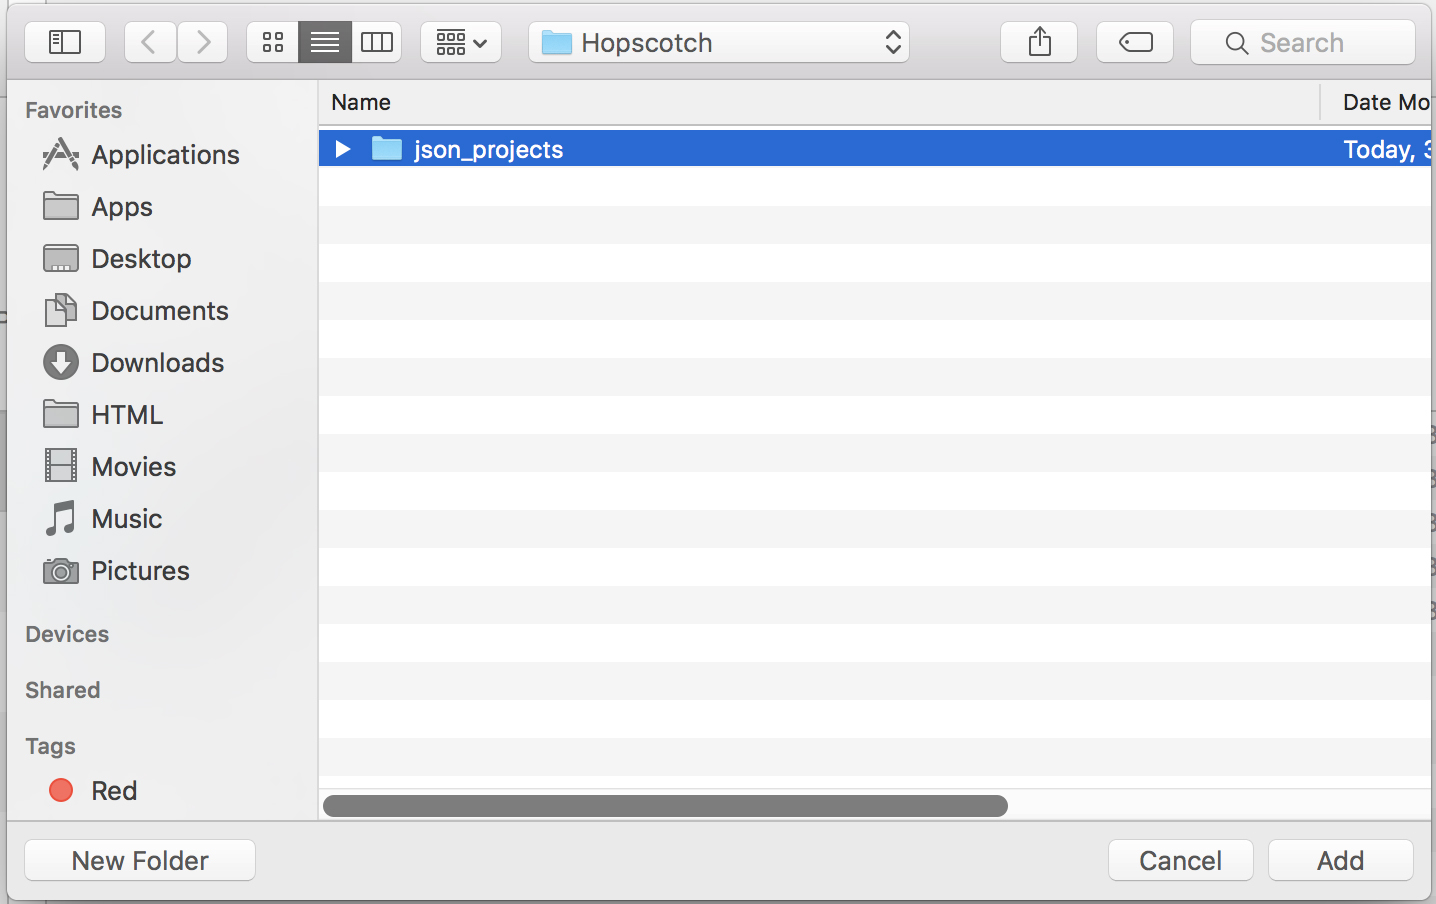 Hopscotch
Search
Favorites
Applications
Apps
Desktop
Documents
Downloads
HTML
Movies
Music
Pictures
Devices
Shared
Tags
Red
Name
Date Mo
json_projects
Today, 3
New Folder
Cancel
Add